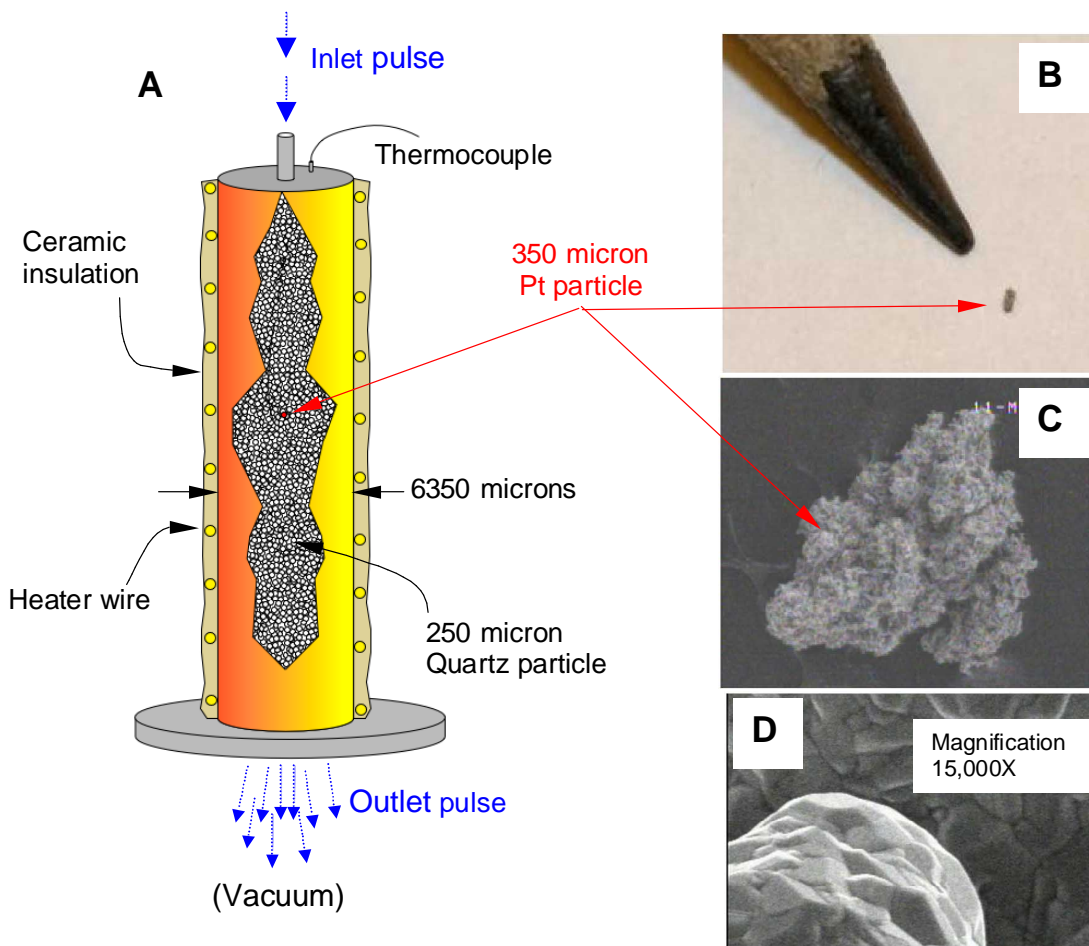 A
Inlet pulse
Thermocouple
Ceramic
insulation
350 micron
Pt particle
6350 microns
Heater wire
250 micron
Quartz particle
Outlet pulse
(Vacuum)
B
C
D
Magnification
15,000X